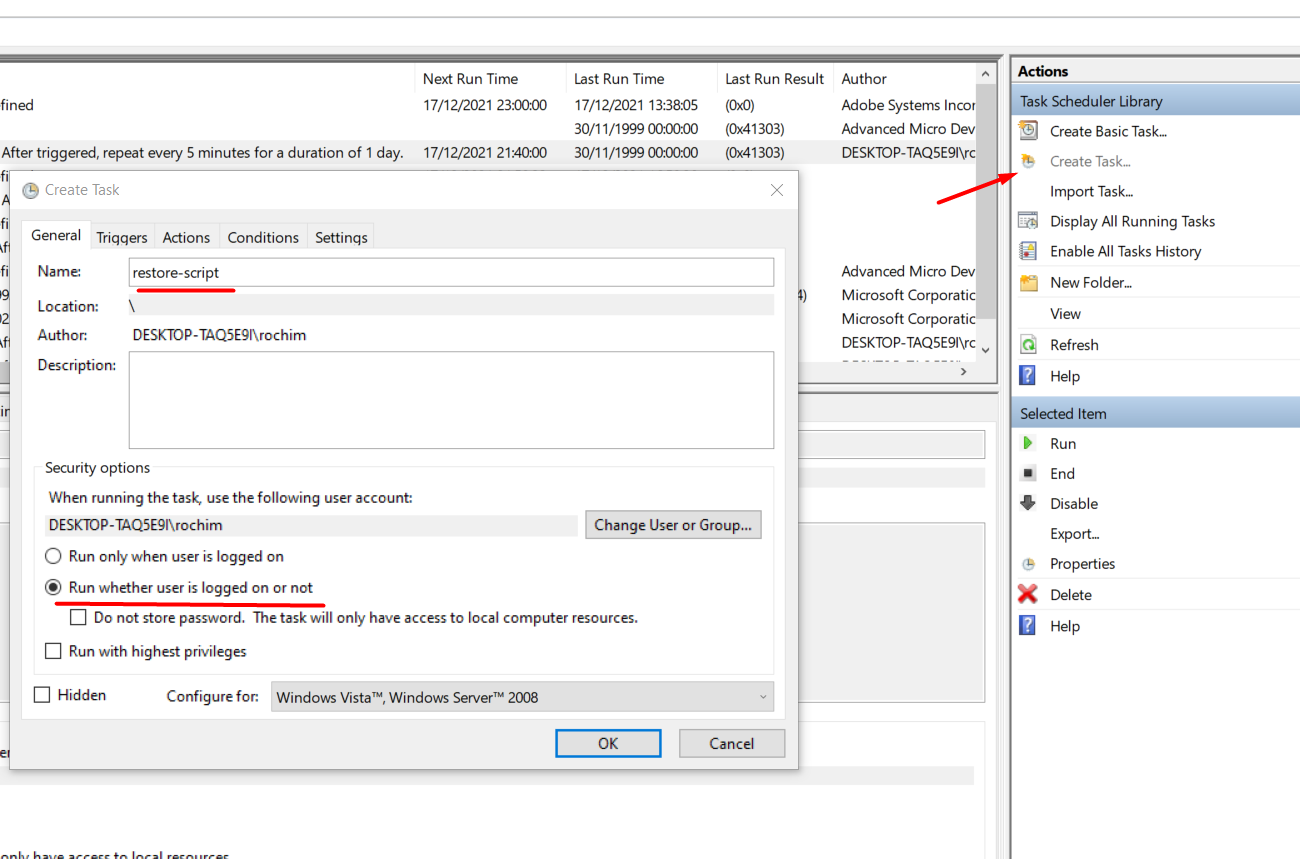 Next Run Time Last Run Time Last Run Result Author
fined 17/12/2021 23:00:00 17/12/2021 13:38:05 (0x0) Adobe Systems Incor
30/11/1999 00:00:00 (0x41303) Advanced Micro Dev
After triggered, repeat every 5 minutes for a duration of 1 day. 17/12/2021 21:40:00 30/11/1999 00:00:00 (0x41303) DESKTOP-TAQ5E9I\rc
Create Task
General Triggers Actions Conditions Settings
Name: restore-script
Location: \
Author: DESKTOP-TAQ5E9I\rochim
Description:
Security options
When running the task, use the following user account:
DESKTOP-TAQ5E9I\rochim Change User or Group...
Run only when user is logged on
Run whether user is logged on or not
Do not store password. The task will only have access to local computer resources.
Run with highest privileges
Hidden Configure for: Windows Vista™, Windows Server™ 2008
OK Cancel
Advanced Micro Dev
4) Microsoft Corporatic
Microsoft Corporatic
DESKTOP-TAQ5E9I\rc
only have access to local resources
Actions
Task Scheduler Library
Create Basic Task...
Create Task...
Import Task...
Display All Running Tasks
Enable All Tasks History
New Folder...
View
Refresh
Help
Selected Item
Run
End
Disable
Export...
Properties
Delete
Help